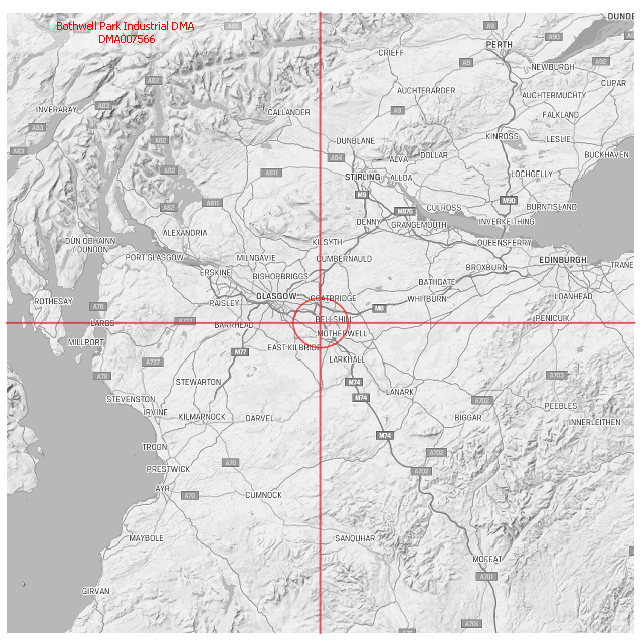 Bothwell Park Industrial DMA
DMA007566
A9
DUNDE
PERTH
A90
CRIEFF
A9
NEWBURGH
A92
A82
AUCHTERARDER
CUPAR
AUCHTERMUCHTY
INVERARAY
A83
CALLANDER
A9
FALKLAND
A83
A82
DUNBLANE
KINROSS
LESLIE
A83
A84
ALVA
DOLLAR
BUCKHAVEN
A82
A811
STIRLING
ALLOA
LOCHGELLY
M9
A82
A811
M876
CULROSS
M90
BURNTISLAND
DENNY
GRANGEMOUTH
INVERKEITHING
ALEXANDRIA
DÙN OBHAINN
/ DUNOON
KILSYTH
QUEENSFERRY
PORT GLASGOW
MILNGAVIE
CUMBERNAULD
EDINBURGH
ERSKINE
BISHOPBRIGGS
BROXBURN
TRANE
BATHGATE
ROTHESAY
PAISLEY
GLASGOW
COATBRIDGE
WHITBURN
LOANHEAD
A78
M8
LARGS
A737
BARRHEAD
BELLSHILL
PENICUIK
MILLPORT
MOTHERWELL
EAST KILBRIDE
M77
A737
LARKHALL
A78
STEWARTON
M74
A703
STEVENSTON
M74
LANARK
A702
PEEBLES
IRVINE
KILMARNOCK
DARVEL
BIGGAR
INNERLEITHEN
TROON
M74
A702
PRESTWICK
A76
A702
AYR
A70
CUMNOCK
MAYBOLE
SANQUHAR
MOFFAT
A701
GIRVAN
A701